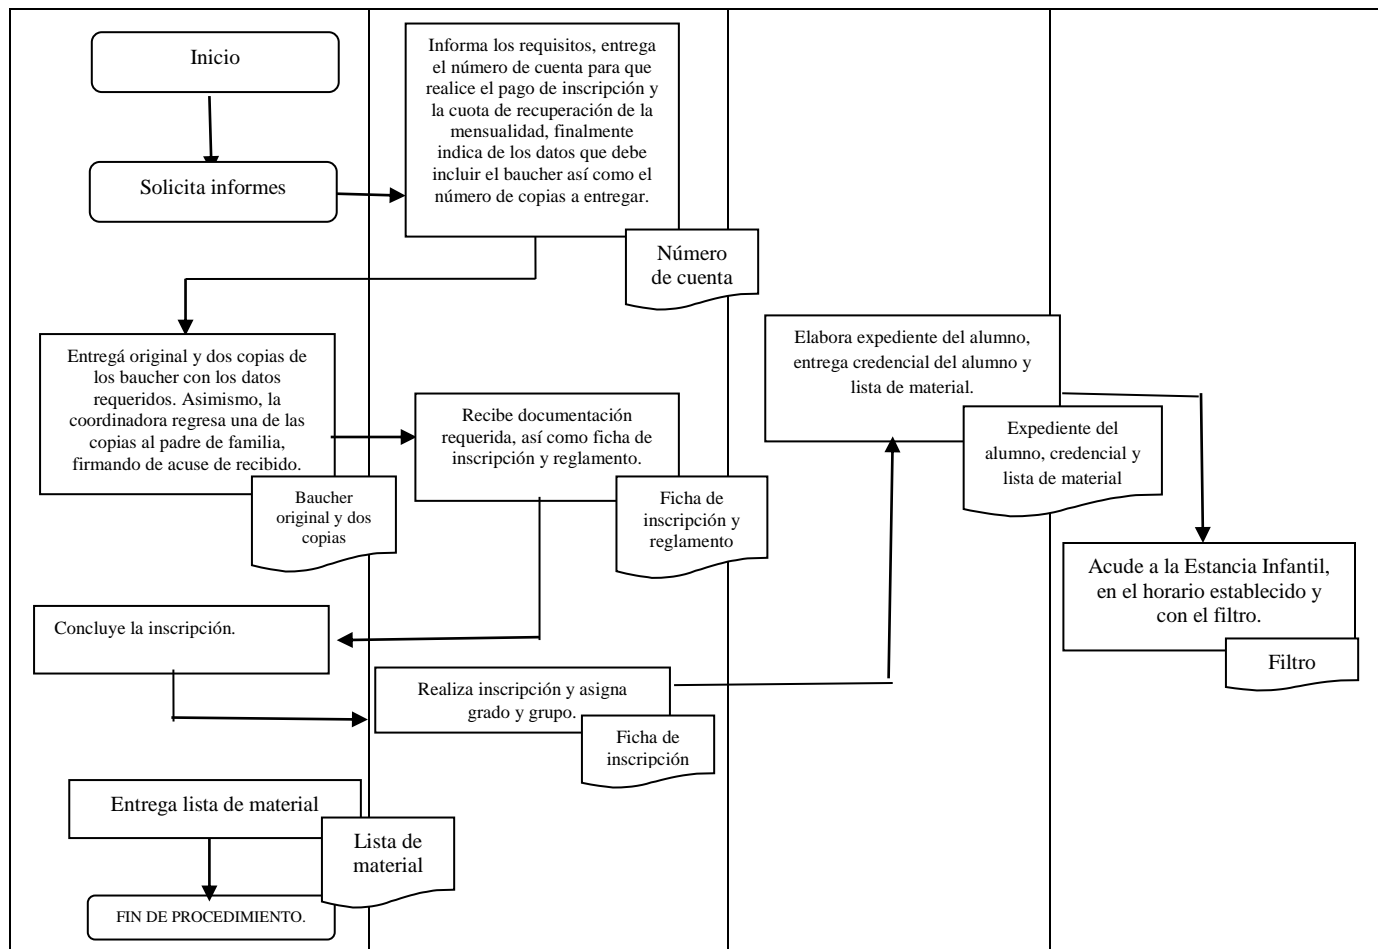 Inicio
Solicita informes
Informa los requisitos, entrega
el número de cuenta para que
realice el pago de inscripción y
la cuota de recuperación de la
mensualidad, finalmente
indica de los datos que debe
incluir el baucher así como el
número de copias a entregar.
Número
de cuenta
Entregá original y dos copias de
los baucher con los datos
requeridos. Asimismo, la
coordinadora regresa una de las
copias al padre de familia,
firmando de acuse de recibido.
Baucher
original y dos
copias
Recibe documentación
requerida, así como ficha de
inscripción y reglamento.
Ficha de
inscripción y
reglamento
Concluye la inscripción.
Realiza inscripción y asigna
grado y grupo.
Ficha de
inscripción
Elabora expediente del alumno,
entrega credencial del alumno y
lista de material.
Expediente del
alumno, credencial y
lista de material
Acude a la Estancia Infantil,
en el horario establecido y
con el filtro.
Filtro
Entrega lista de material
Lista de
material
FIN DE PROCEDIMIENTO.